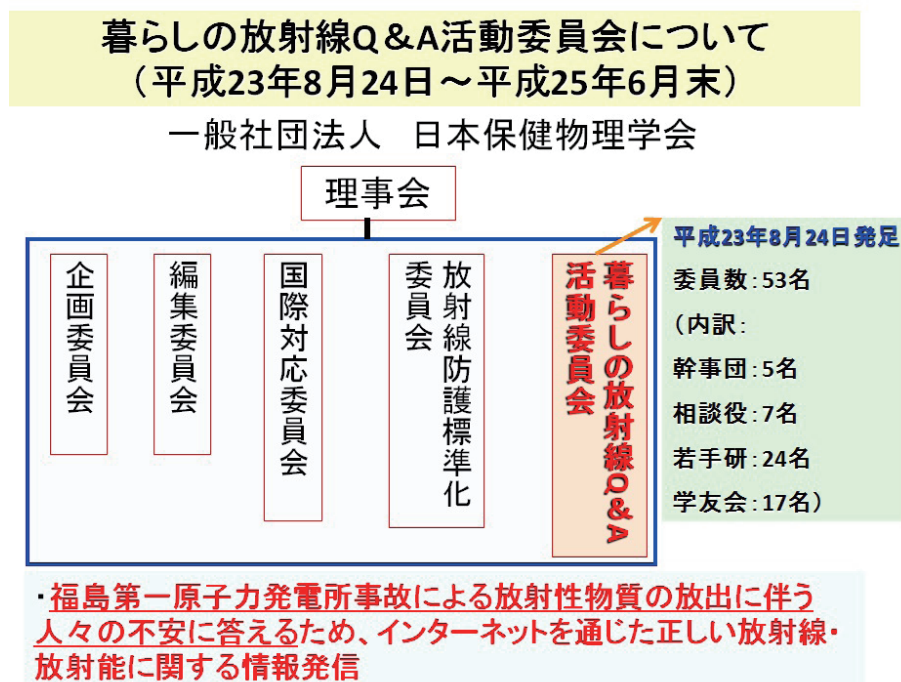 暮らしの放射線Q＆A活動委員会について
（平成23年8月24日～平成25年6月末）
一般社団法人　日本保健物理学会
理事会
企画委員会
編集委員会
国際対応委員会
放射線防護標準化
委員会
暮らしの放射線Q&A
活動委員会
平成23年8月24日発足
委員数：53名
（内訳：
幹事団：5名
相談役：7名
若手研：24名
学友会：17名）
・福島第一原子力発電所事故による放射性物質の放出に伴う
人々の不安に答えるため、インターネットを通じた正しい放射線・
放射能に関する情報発信